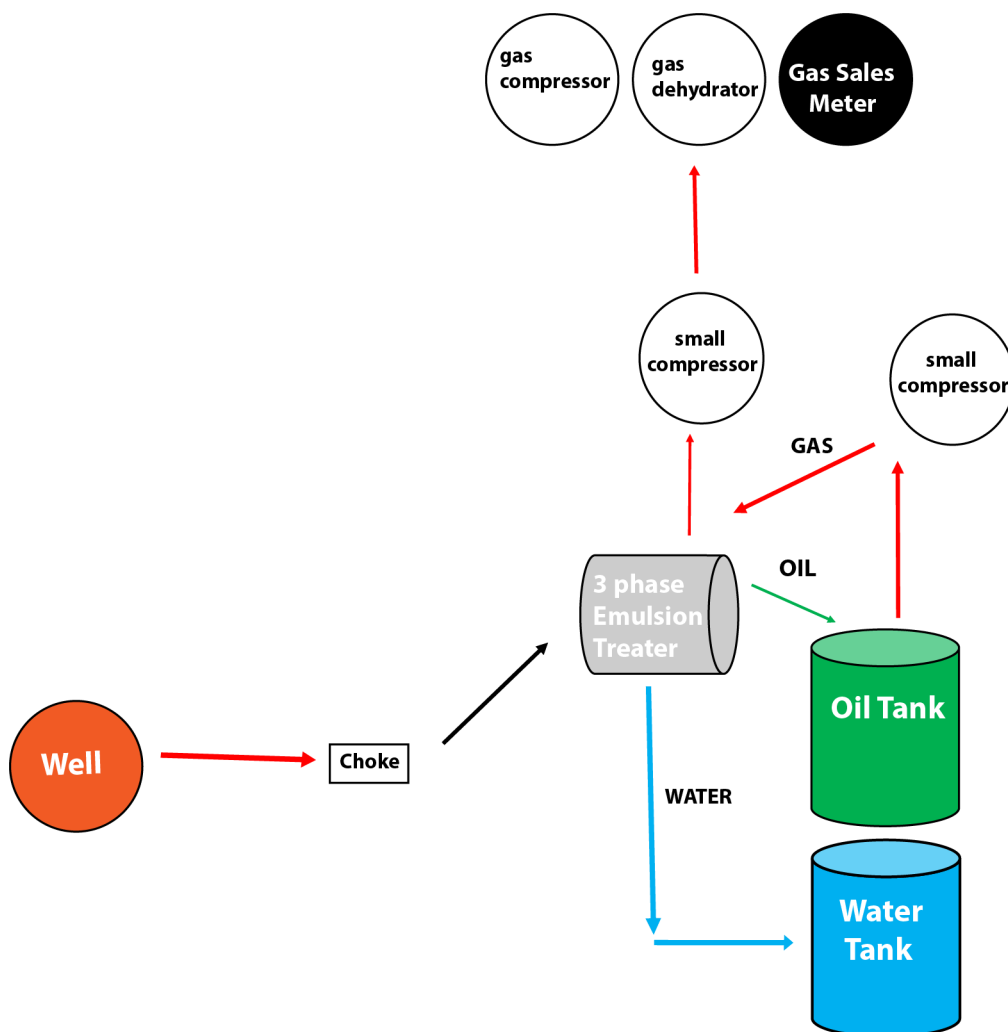 gas
compressor
gas
dehydrator
Gas Sales
Meter
small
compressor
small
compressor
GAS
OIL
3 phase
Emulsion
Treater
Oil Tank
Well
Choke
WATER
Water
Tank